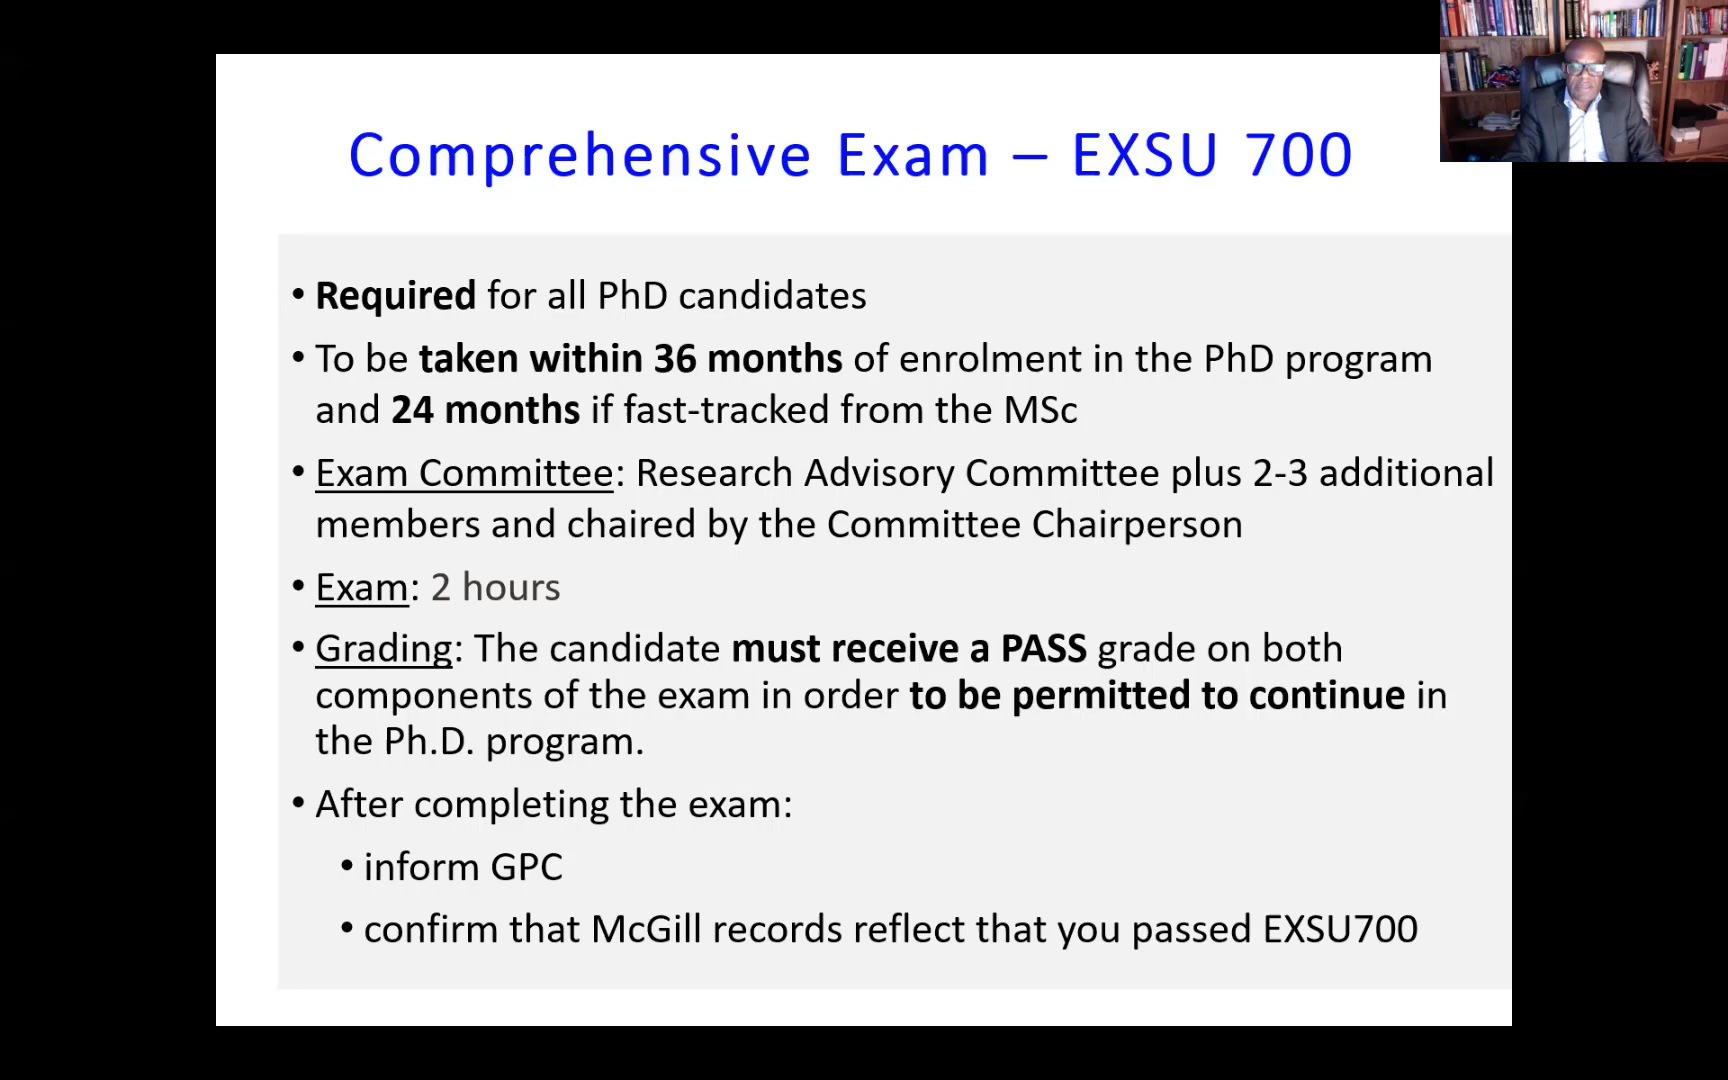 Comprehensive Exam – EXSU 700
• Required for all PhD candidates
• To be taken within 36 months of enrolment in the PhD program
and 24 months if fast-tracked from the MSc
• Exam Committee: Research Advisory Committee plus 2-3 additional
members and chaired by the Committee Chairperson
• Exam: 2 hours
• Grading: The candidate must receive a PASS grade on both
components of the exam in order to be permitted to continue in
the Ph.D. program.
• After completing the exam:
• inform GPC
• confirm that McGill records reflect that you passed EXSU700